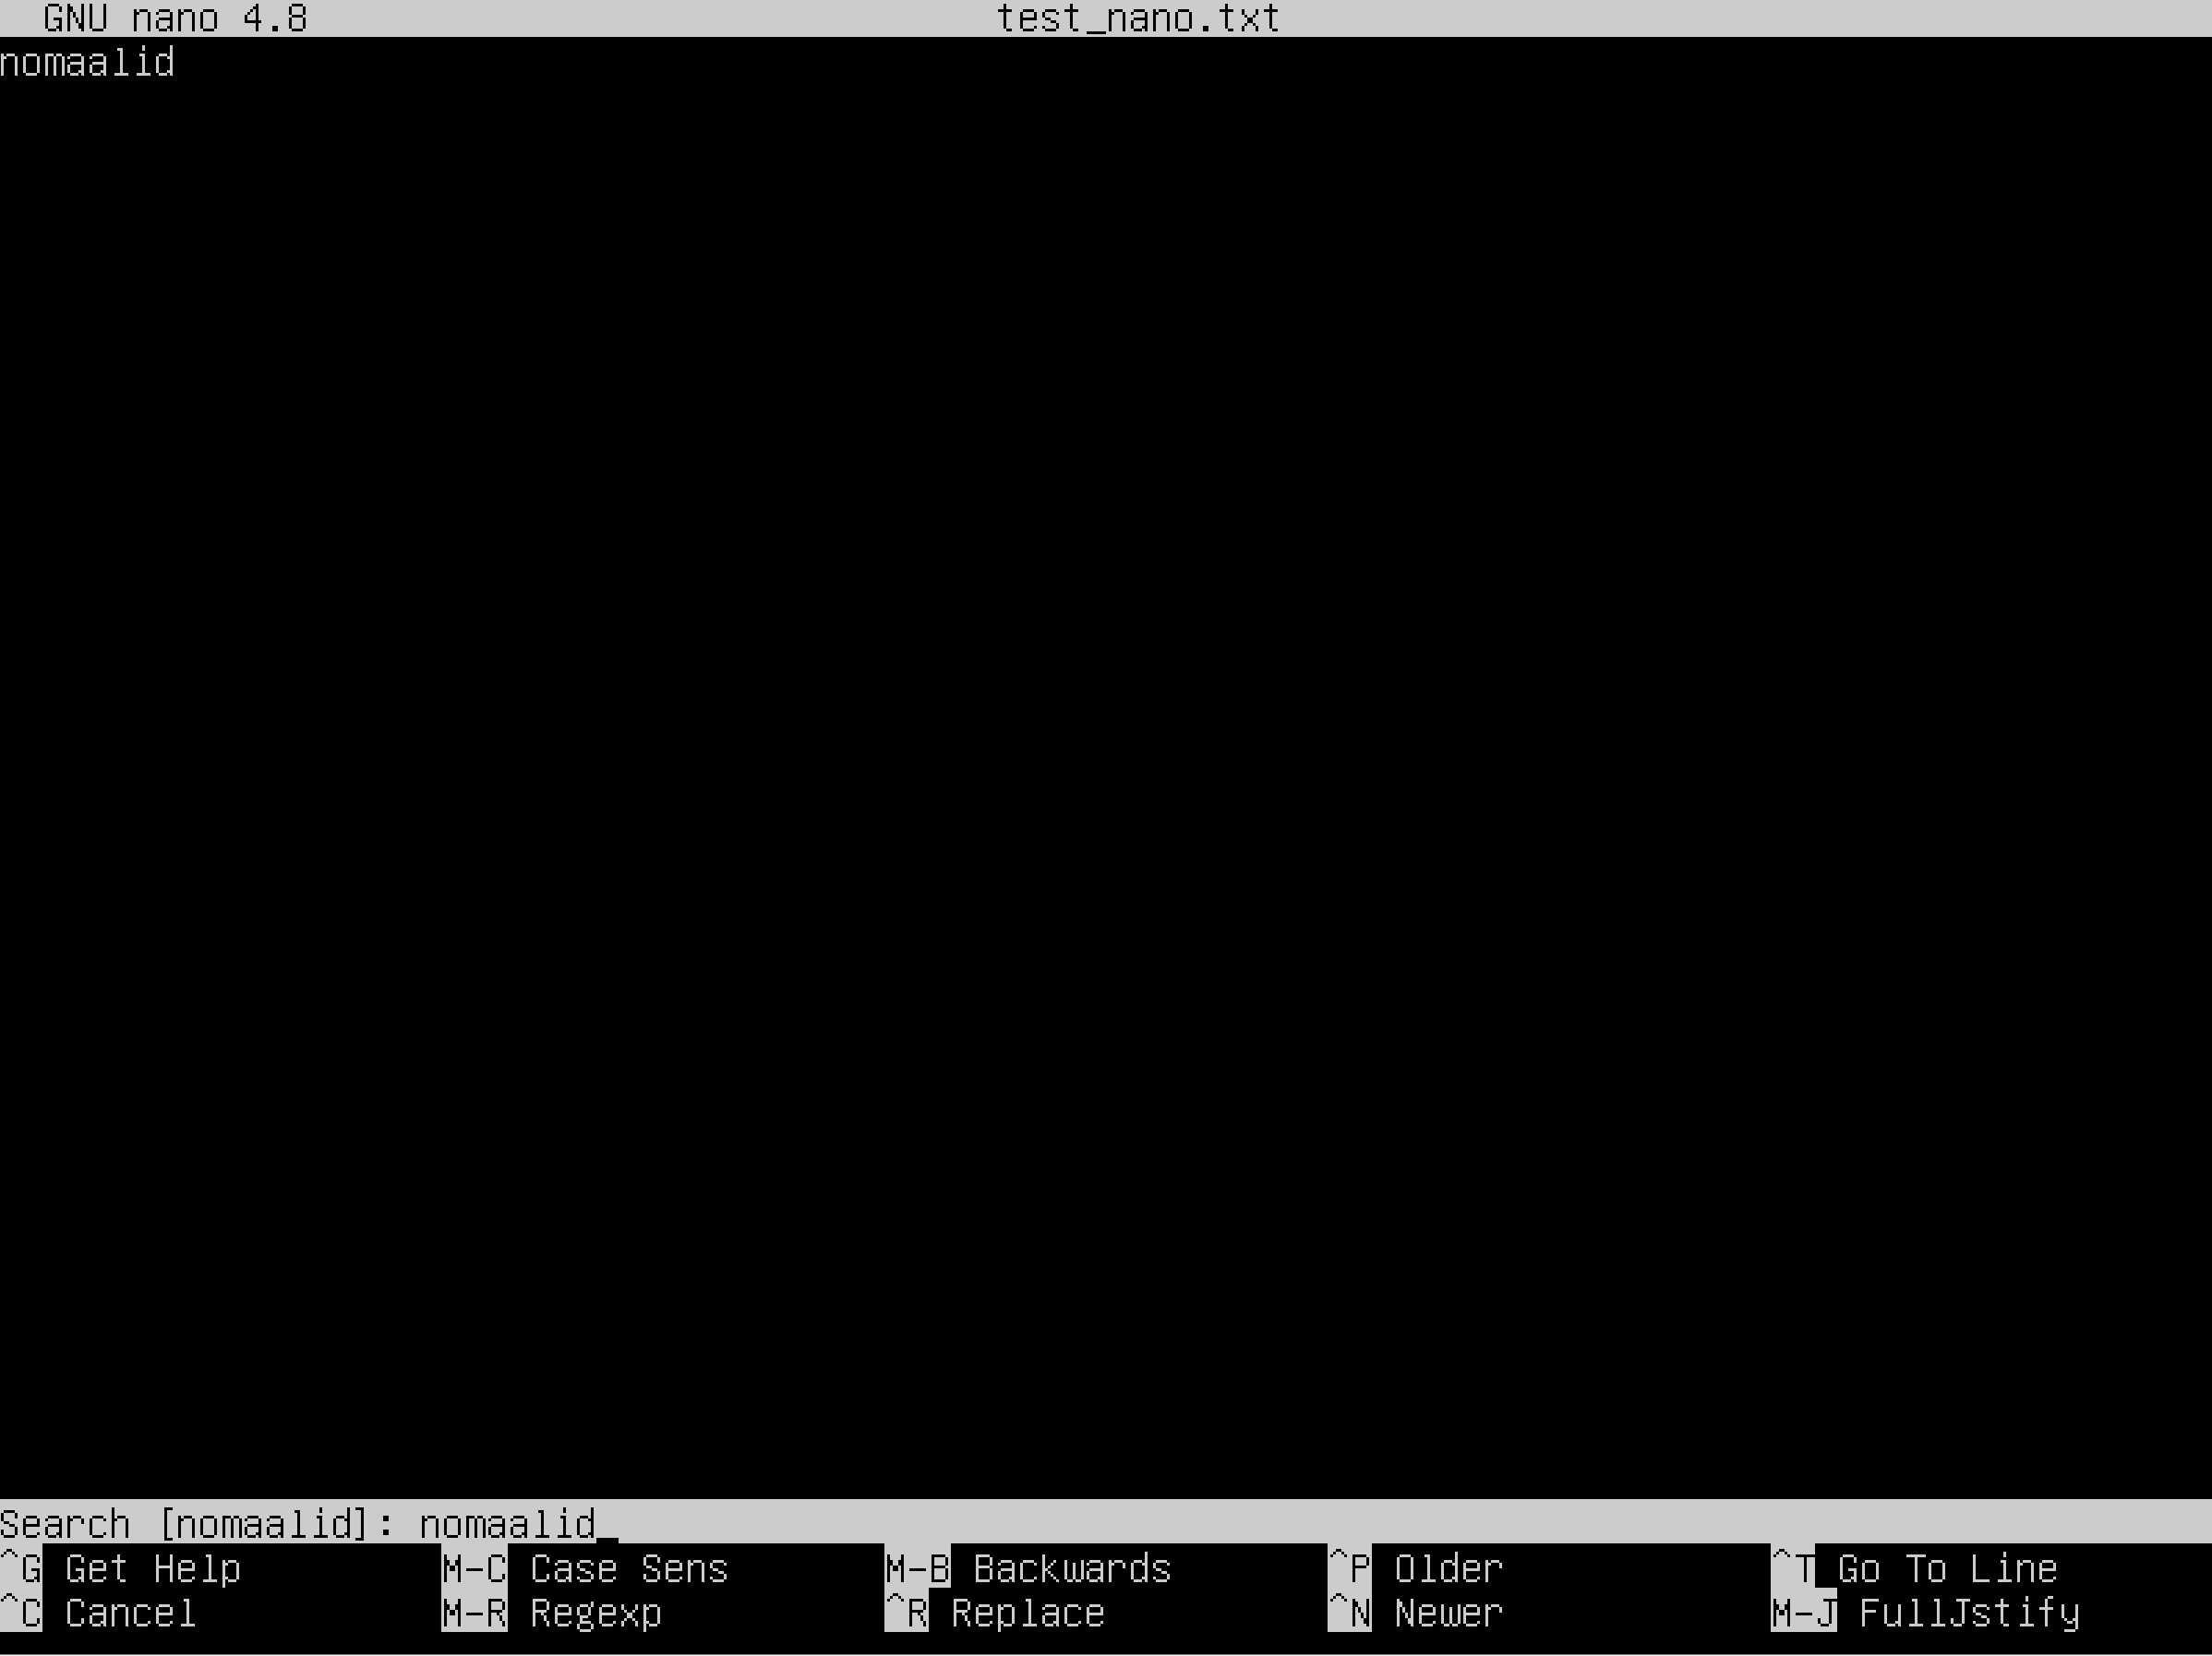 GNU nano 4.8 test_nano.txt
nomaalid
Search [nomaalid]: nomaalid_
^G Get Help M-C Case Sens M-B Backwards ^P Older ^T Go To Line
^C Cancel M-R Regexp ^R Replace ^N Newer M-J FullJstify